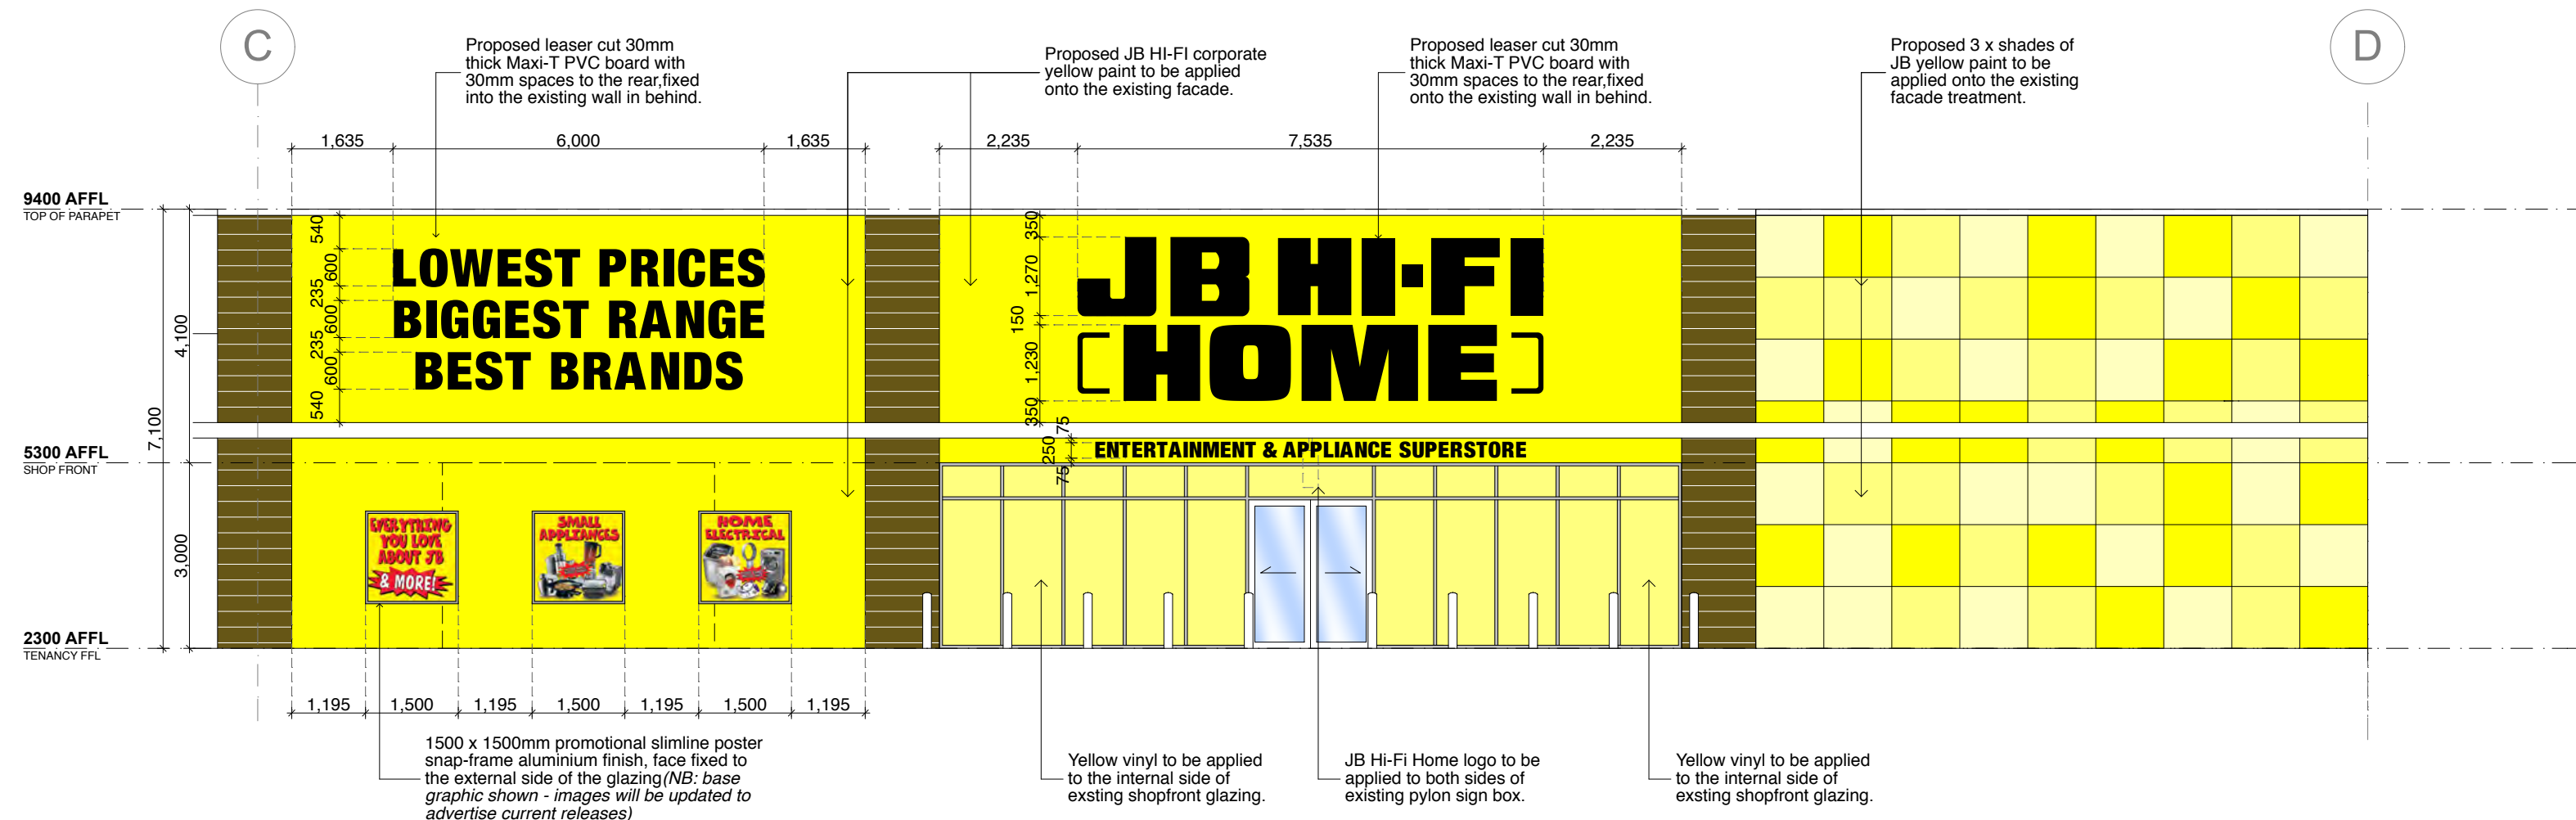 C
D
Proposed leaser cut 30mm
thick Maxi-T PVC board with
30mm spaces to the rear,fixed
into the existing wall in behind.
Proposed JB HI-FI corporate
yellow paint to be applied
onto the existing facade.
Proposed leaser cut 30mm
thick Maxi-T PVC board with
30mm spaces to the rear,fixed
onto the existing wall in behind.
Proposed 3 x shades of
JB yellow paint to be
applied onto the existing
facade treatment.
1,635
6,000
1,635
2,235
7,535
2,235
9400 AFFL
TOP OF PARAPET
5300 AFFL
SHOP FRONT
2300 AFFL
TENANCY FFL
7,100
4,100
3,000
540
600
235
600
235
600
540
LOWEST PRICES
BIGGEST RANGE
BEST BRANDS
350
1,270
150
1,230
350
JB HI-FI
[HOME]
75
250
75
ENTERTAINMENT & APPLIANCE SUPERSTORE
EVERYTHING
YOU LOVE
ABOUT JB
& MORE!
SMALL
APPLIANCES
HOME
ELECTRICAL
1,195
1,500
1,195
1,500
1,195
1,500
1,195
1500 x 1500mm promotional slimline poster
snap-frame aluminium finish, face fixed to
the external side of the glazing(NB: base
graphic shown - images will be updated to
advertise current releases)
Yellow vinyl to be applied
to the internal side of
exsting shopfront glazing.
JB Hi-Fi Home logo to be
applied to both sides of
existing pylon sign box.
Yellow vinyl to be applied
to the internal side of
exsting shopfront glazing.